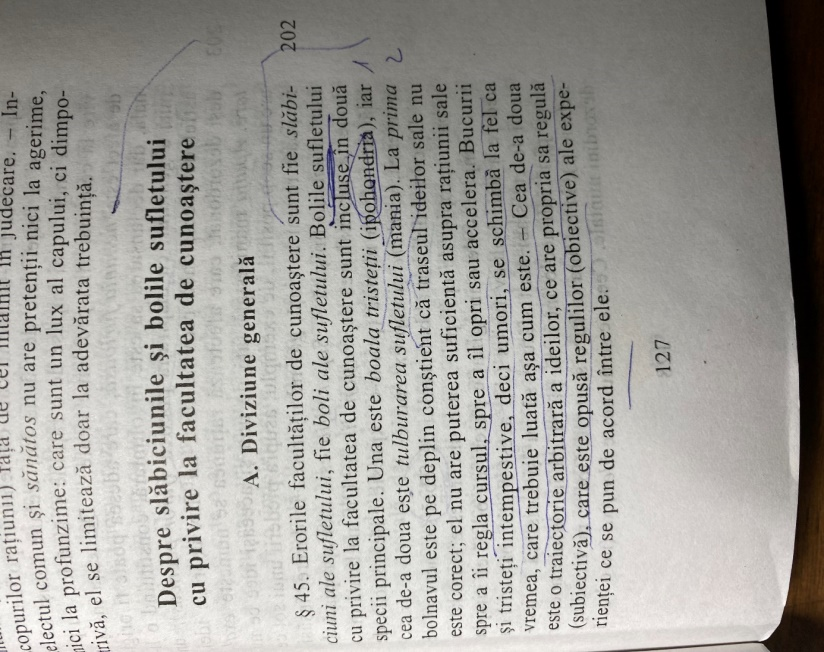 judecare. – In-
copurilor rațiunii) față de cel
electul comun și sănătos nu are pretenții nici la agerime,
nici la profunzime: care sunt un lux al capului, ci dimpo-
trivă, el se limitează doar la adevărata trebuință.
Despre slăbiciunile și bolile sufletului
cu privire la facultatea de cunoaștere
A. Diviziune generală
202
§ 45. Erorile facultăților de cunoaștere sunt fie slăbi-
ciuni ale sufletului, fie boli ale sufletului. Bolile sufletului
cu privire la facultatea de cunoaștere sunt incluse în două
specii principale. Una este boala tristeții (ipohondria), iar 1
cea de-a doua este tulburarea sufletului (mania). La prima 2
bolnavul este pe deplin conștient că traseul ideilor sale nu
este corect; el nu are puterea suficientă asupra rațiunii sale
spre a îi regla cursul, spre a îl opri sau accelera. Bucurii
și tristeți intempestive, deci umori, se schimbă la fel ca
vremea, care trebuie luată așa cum este. – Cea de-a doua
este o traiectorie arbitrară a ideilor, ce are propria sa regulă
(subiectivă), care este opusă regulilor (obiective) ale expe-
rienței ce se pun de acord între ele.
127